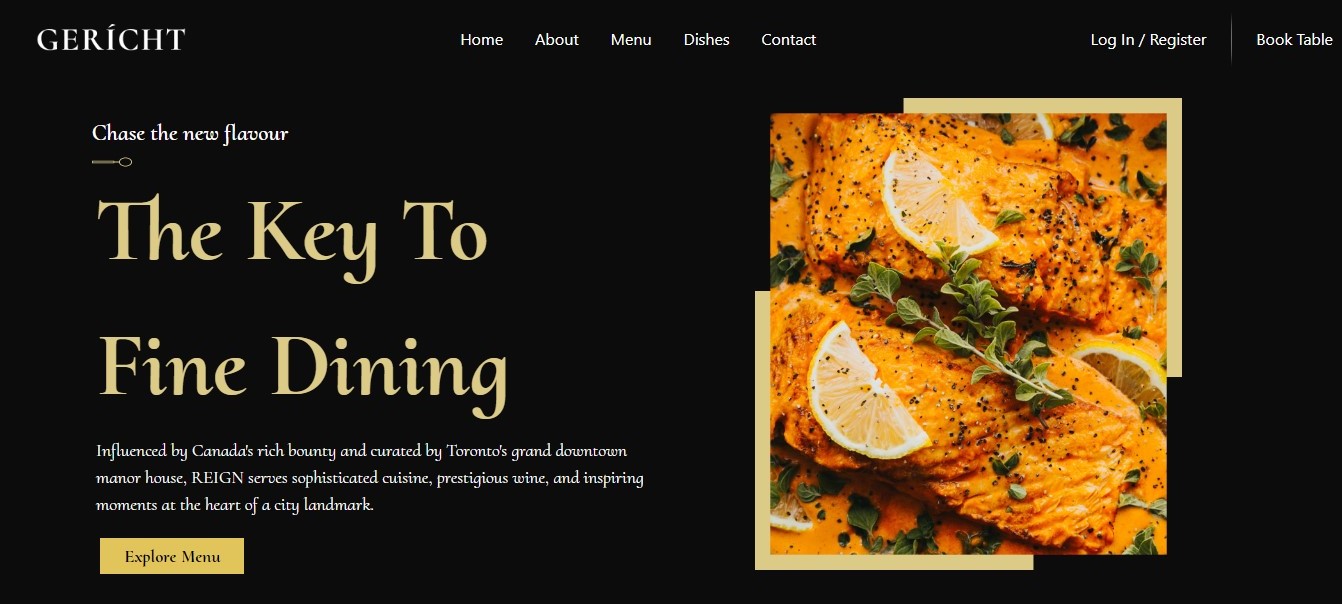 GERÍCHT
Home About Menu Dishes Contact
Log In / Register Book Table
Chase the new flavour
The Key To
Fine Dining
Influenced by Canada's rich bounty and curated by Toronto's grand downtown
manor house, REIGN serves sophisticated cuisine, prestigious wine, and inspiring
moments at the heart of a city landmark.
Explore Menu